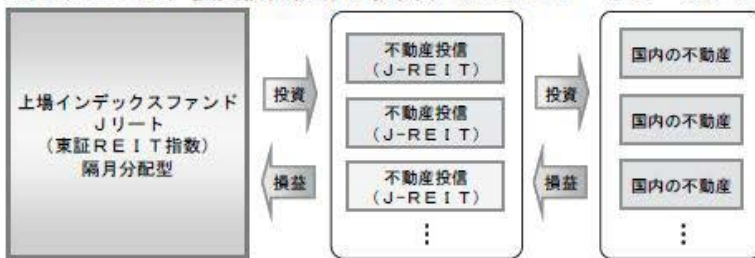 上場インデックスファンド
Jリート
(東証REIT指数)
隔月分配型
投資
損益
不動産投信
(J-REIT)
不動産投信
(J-REIT)
不動産投信
(J-REIT)
⋮
投資
損益
国内の不動産
国内の不動産
国内の不動産
⋮